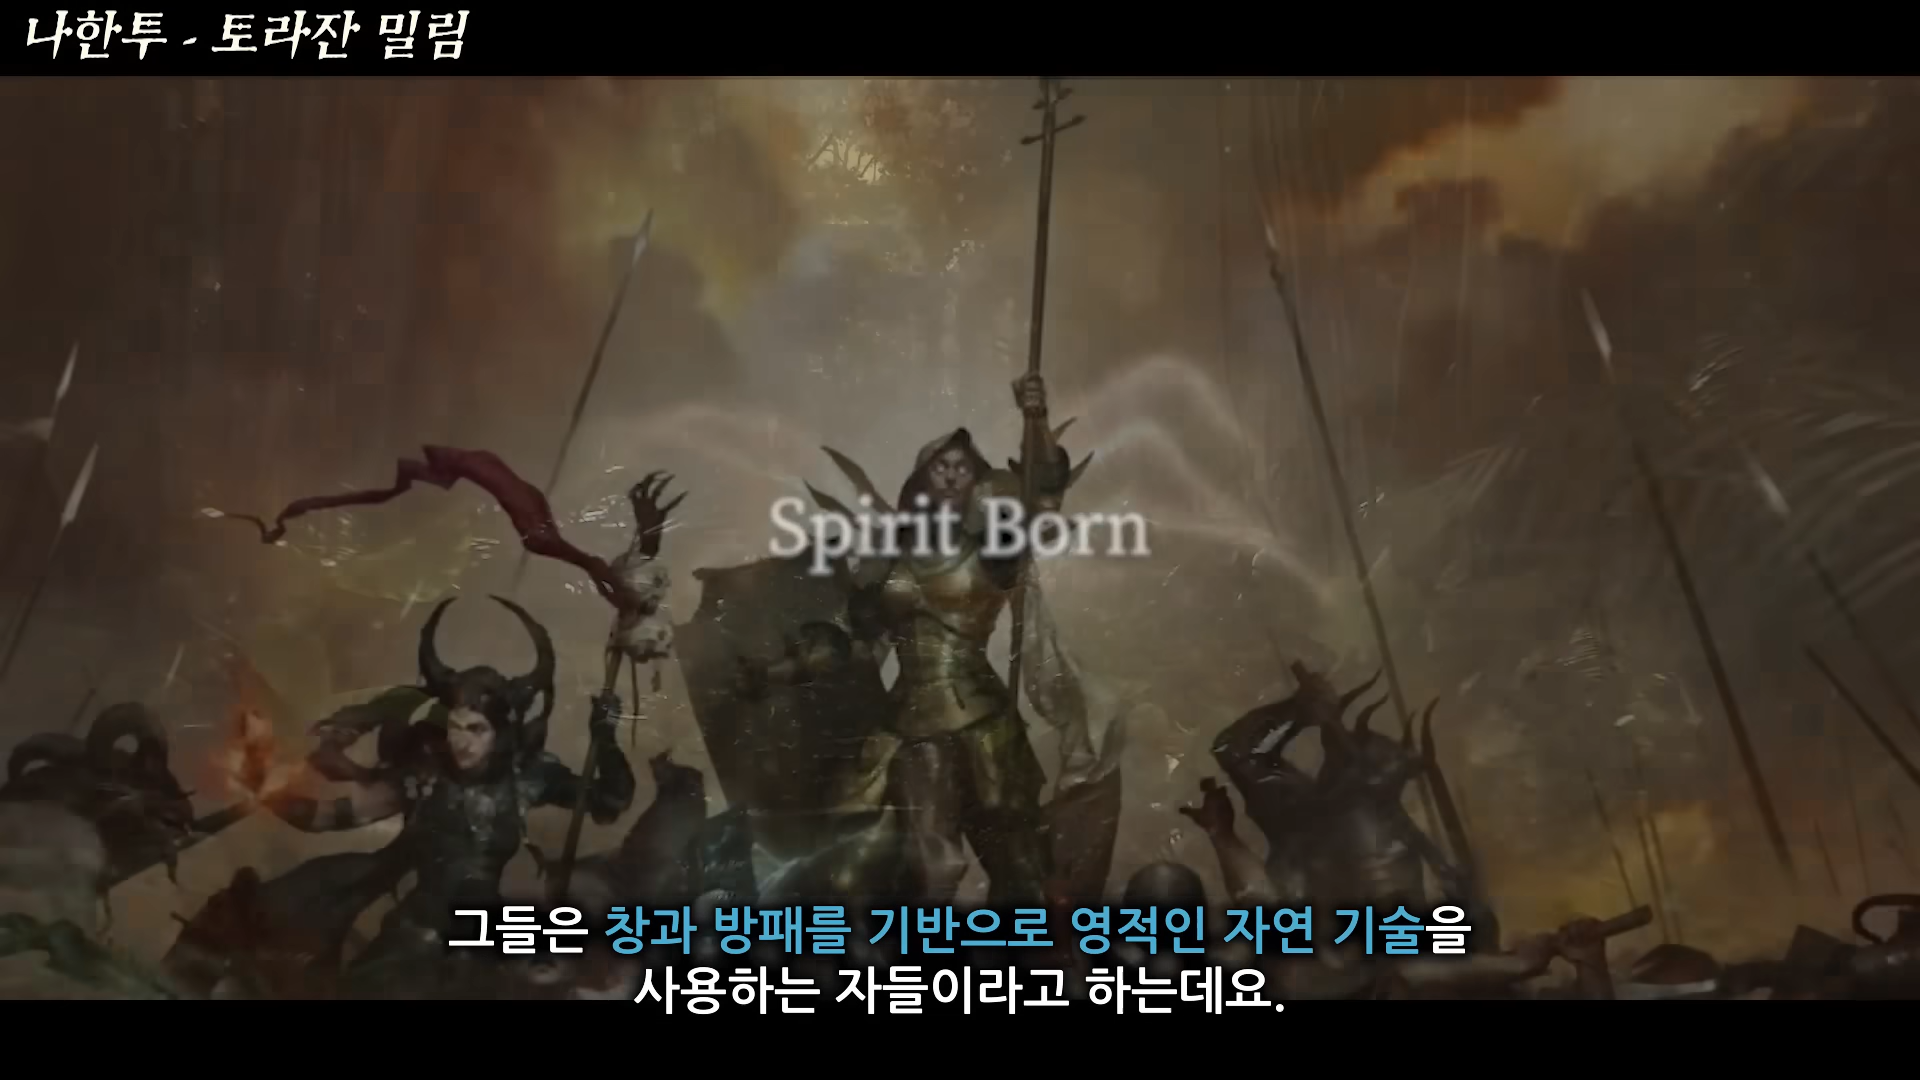 나한투 - 토라잔 밀림
Spirit Born
그들은 창과 방패를 기반으로 영적인 자연 기술을
사용하는 자들이라고 하는데요.